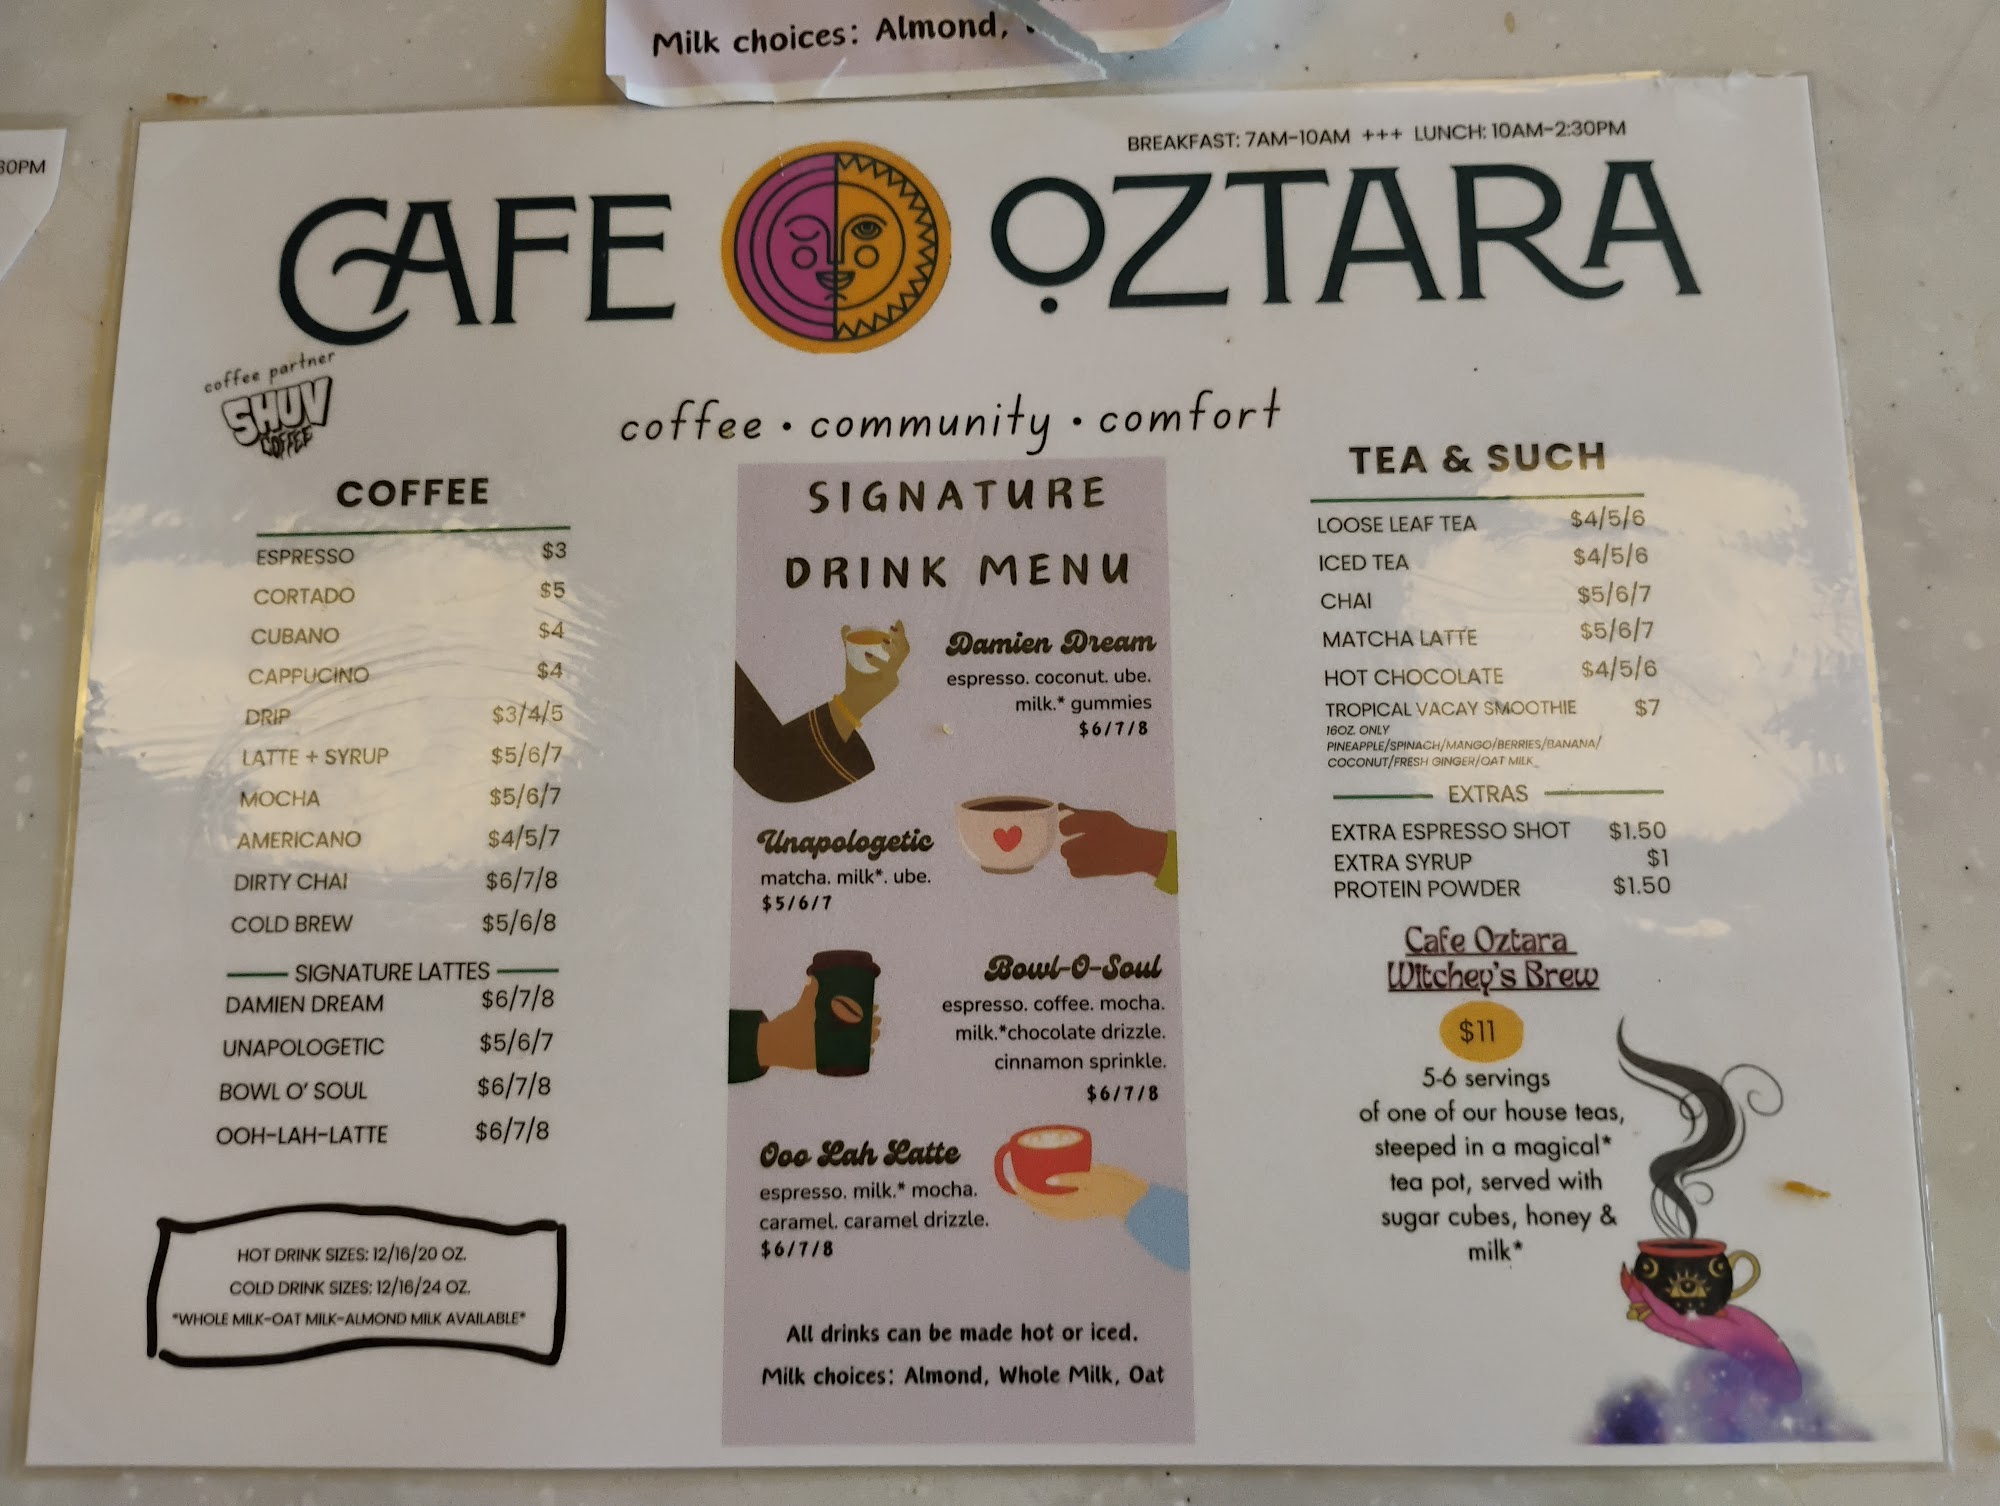 Milk choices: Almond,
30PM
BREAKFAST: 7AM-10AM +++ LUNCH: 10AM-2:30PM
CAFE OZTARA
coffee partner
SHUV
COFFEE
coffee • community • comfort
COFFEE
ESPRESSO $3
CORTADO $5
CUBANO $4
CAPPUCINO $4
DRIP $3/4/5
LATTE + SYRUP $5/6/7
MOCHA $5/6/7
AMERICANO $4/5/7
DIRTY CHAI $6/7/8
COLD BREW $5/6/8
SIGNATURE LATTES
DAMIEN DREAM $6/7/8
UNAPOLOGETIC $5/6/7
BOWL O' SOUL $6/7/8
OOH-LAH-LATTE $6/7/8
HOT DRINK SIZES: 12/16/20 OZ.
COLD DRINK SIZES: 12/16/24 OZ.
*WHOLE MILK-OAT MILK-ALMOND MILK AVAILABLE*
SIGNATURE
DRINK MENU
Damien Dream
espresso. coconut. ube.
milk.* gummies
$6/7/8
Unapologetic
matcha. milk*. ube.
$5/6/7
Bowl-O-Soul
espresso. coffee. mocha.
milk.*chocolate drizzle.
cinnamon sprinkle.
$6/7/8
Ooo Lah Latte
espresso. milk.* mocha.
caramel. caramel drizzle.
$6/7/8
All drinks can be made hot or iced.
Milk choices: Almond, Whole Milk, Oat
TEA & SUCH
LOOSE LEAF TEA $4/5/6
ICED TEA $4/5/6
CHAI $5/6/7
MATCHA LATTE $5/6/7
HOT CHOCOLATE $4/5/6
TROPICAL VACAY SMOOTHIE $7
16OZ. ONLY
PINEAPPLE/SPINACH/MANGO/BERRIES/BANANA/
COCONUT/FRESH GINGER/OAT MILK
EXTRAS
EXTRA ESPRESSO SHOT $1.50
EXTRA SYRUP $1
PROTEIN POWDER $1.50
Cafe Oztara
Witchey's Brew
$11
5-6 servings
of one of our house teas,
steeped in a magical*
tea pot, served with
sugar cubes, honey &
milk*